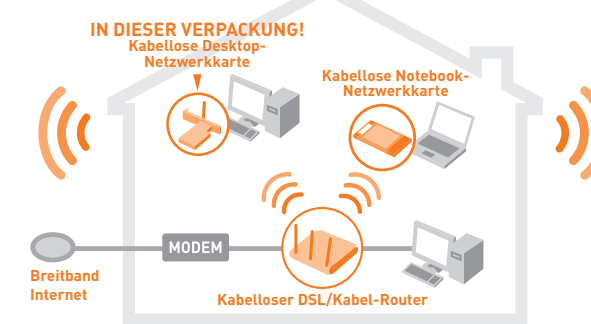 IN DIESER VERPACKUNG!
Kabellose Desktop-
Netzwerkkarte
Kabellose Notebook-
Netzwerkkarte
MODEM
Breitband
Internet
Kabelloser DSL/Kabel-Router